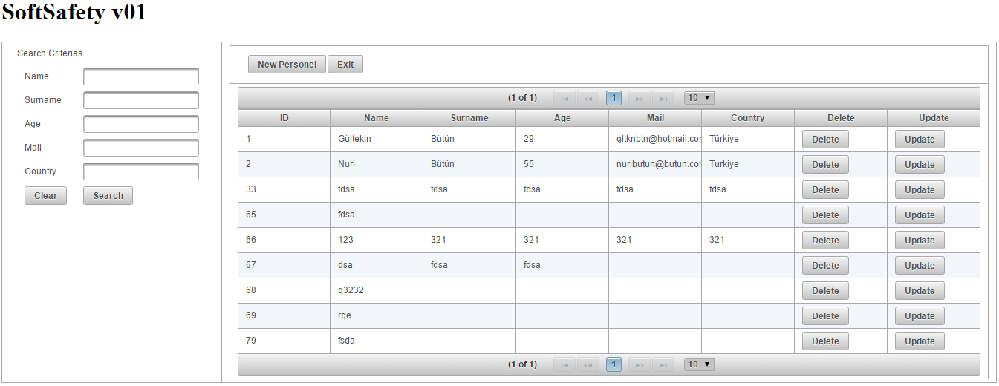 SoftSafety v01
Search Criterias
Name
Surname
Age
Mail
Country
Clear Search
New Personel Exit
(1 of 1) 1 10
ID Name Surname Age Mail Country Delete Update
1 Gültekin Bütün 29 gltknbtn@hotmail.cor Türkiye Delete Update
2 Nuri Bütün 55 nuributun@butun.cor Turkiye Delete Update
33 fdsa fdsa fdsa fdsa fdsa Delete Update
65 fdsa Delete Update
66 123 321 321 321 321 Delete Update
67 dsa fdsa fdsa Delete Update
68 q3232 Delete Update
69 rqe Delete Update
79 fsda Delete Update
(1 of 1) 1 10